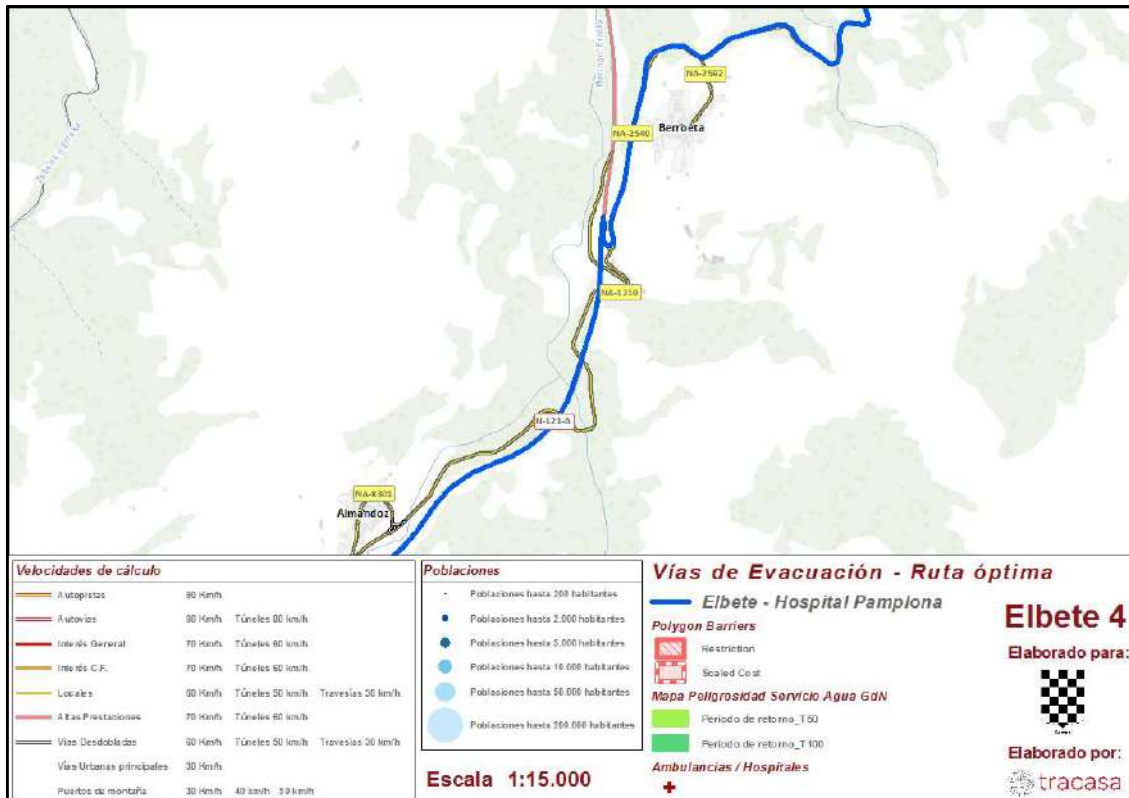 NA-2592
Berroeta
NA-2540
NA-1210
N-121-A
NA-8301
Almandoz
Velocidades de cálculo
Autopistas 90 Km/h
Autovías 90 Km/h Túneles 80 km/h
Interés General 70 Km/h Túneles 60 km/h
Interés C.F. 70 Km/h Túneles 60 km/h
Locales 60 Km/h Túneles 50 km/h Travesías 30 km/h
Altas Prestaciones 70 Km/h Túneles 60 km/h
Vías Desdobladas 60 Km/h Túneles 50 km/h Travesías 30 km/h
Vías Urbanas principales 30 Km/h
Puertos de montaña 30 Km/h 40 km/h 50 km/h
Poblaciones
Poblaciones hasta 200 habitantes
Poblaciones hasta 2.000 habitantes
Poblaciones hasta 5.000 habitantes
Poblaciones hasta 10.000 habitantes
Poblaciones hasta 50.000 habitantes
Poblaciones hasta 200.000 habitantes
Escala 1:15.000
Vías de Evacuación - Ruta óptima
Elbete - Hospital Pamplona
Polygon Barriers
Restriction
Scaled Cost
Mapa Peligrosidad Servicio Agua GdN
Periodo de retorno_T50
Periodo de retorno_T100
Ambulancias / Hospitales
Elbete 4
Elaborado para:
Elaborado por:
tracasa